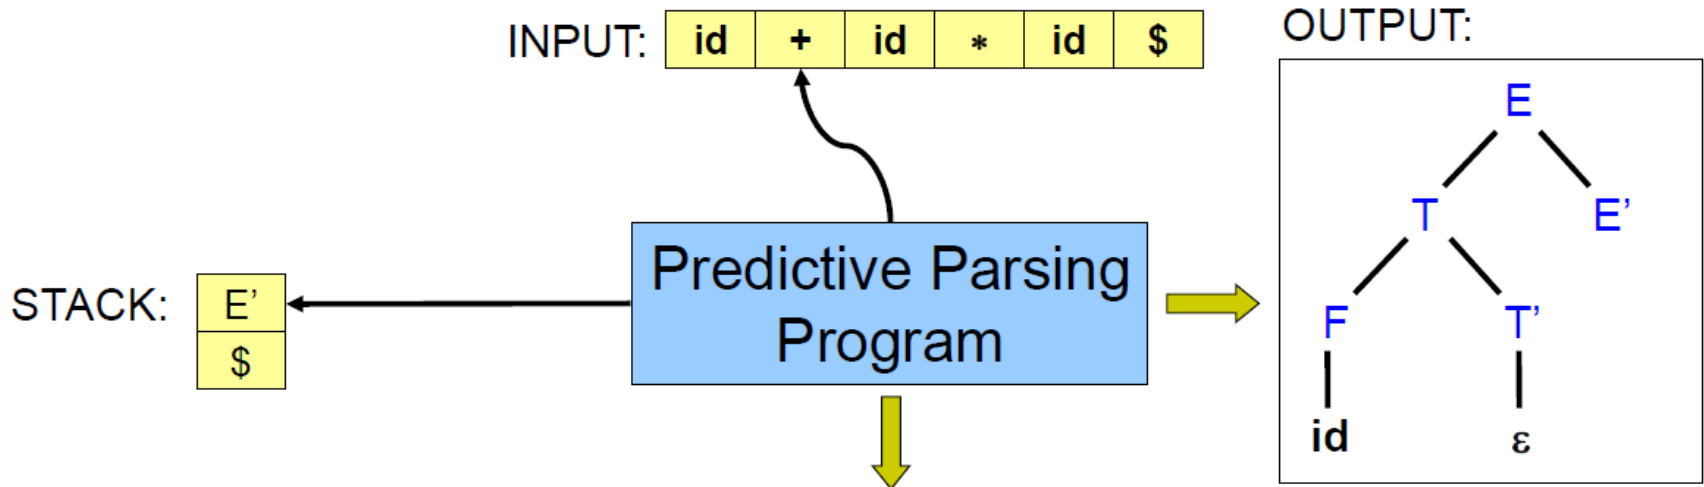 INPUT: id + id * id $
OUTPUT:
E
T E’
STACK: E’
$
Predictive Parsing
Program
F T’
id ε